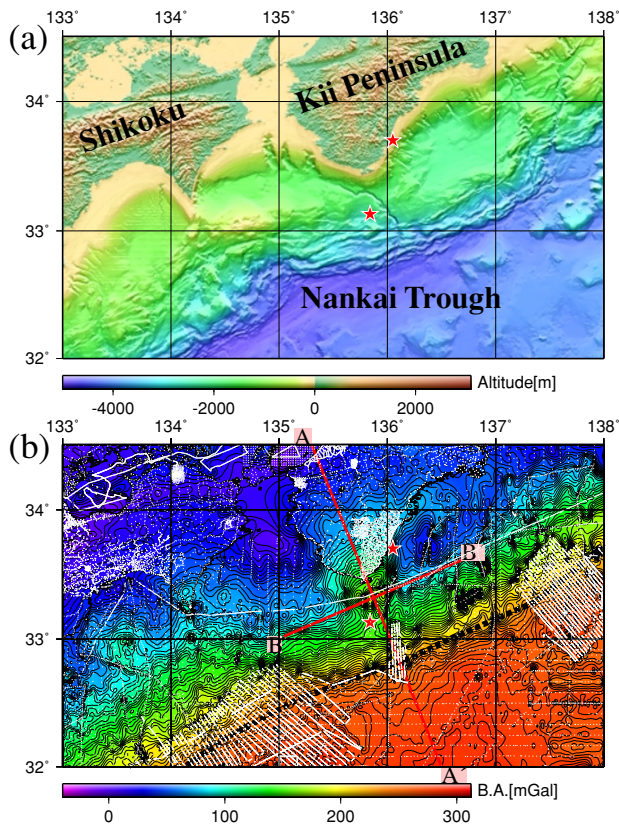 133° 134° 135° 136° 137° 138°
(a)
34°
33°
32°
Shikoku
Kii Peninsula
Nankai Trough
Altitude[m]
-4000 -2000 0 2000
133° 134° 135° 136° 137° 138°
(b)
A
34°
33°
32°
B´
B
A´
B.A.[mGal]
0 100 200 300